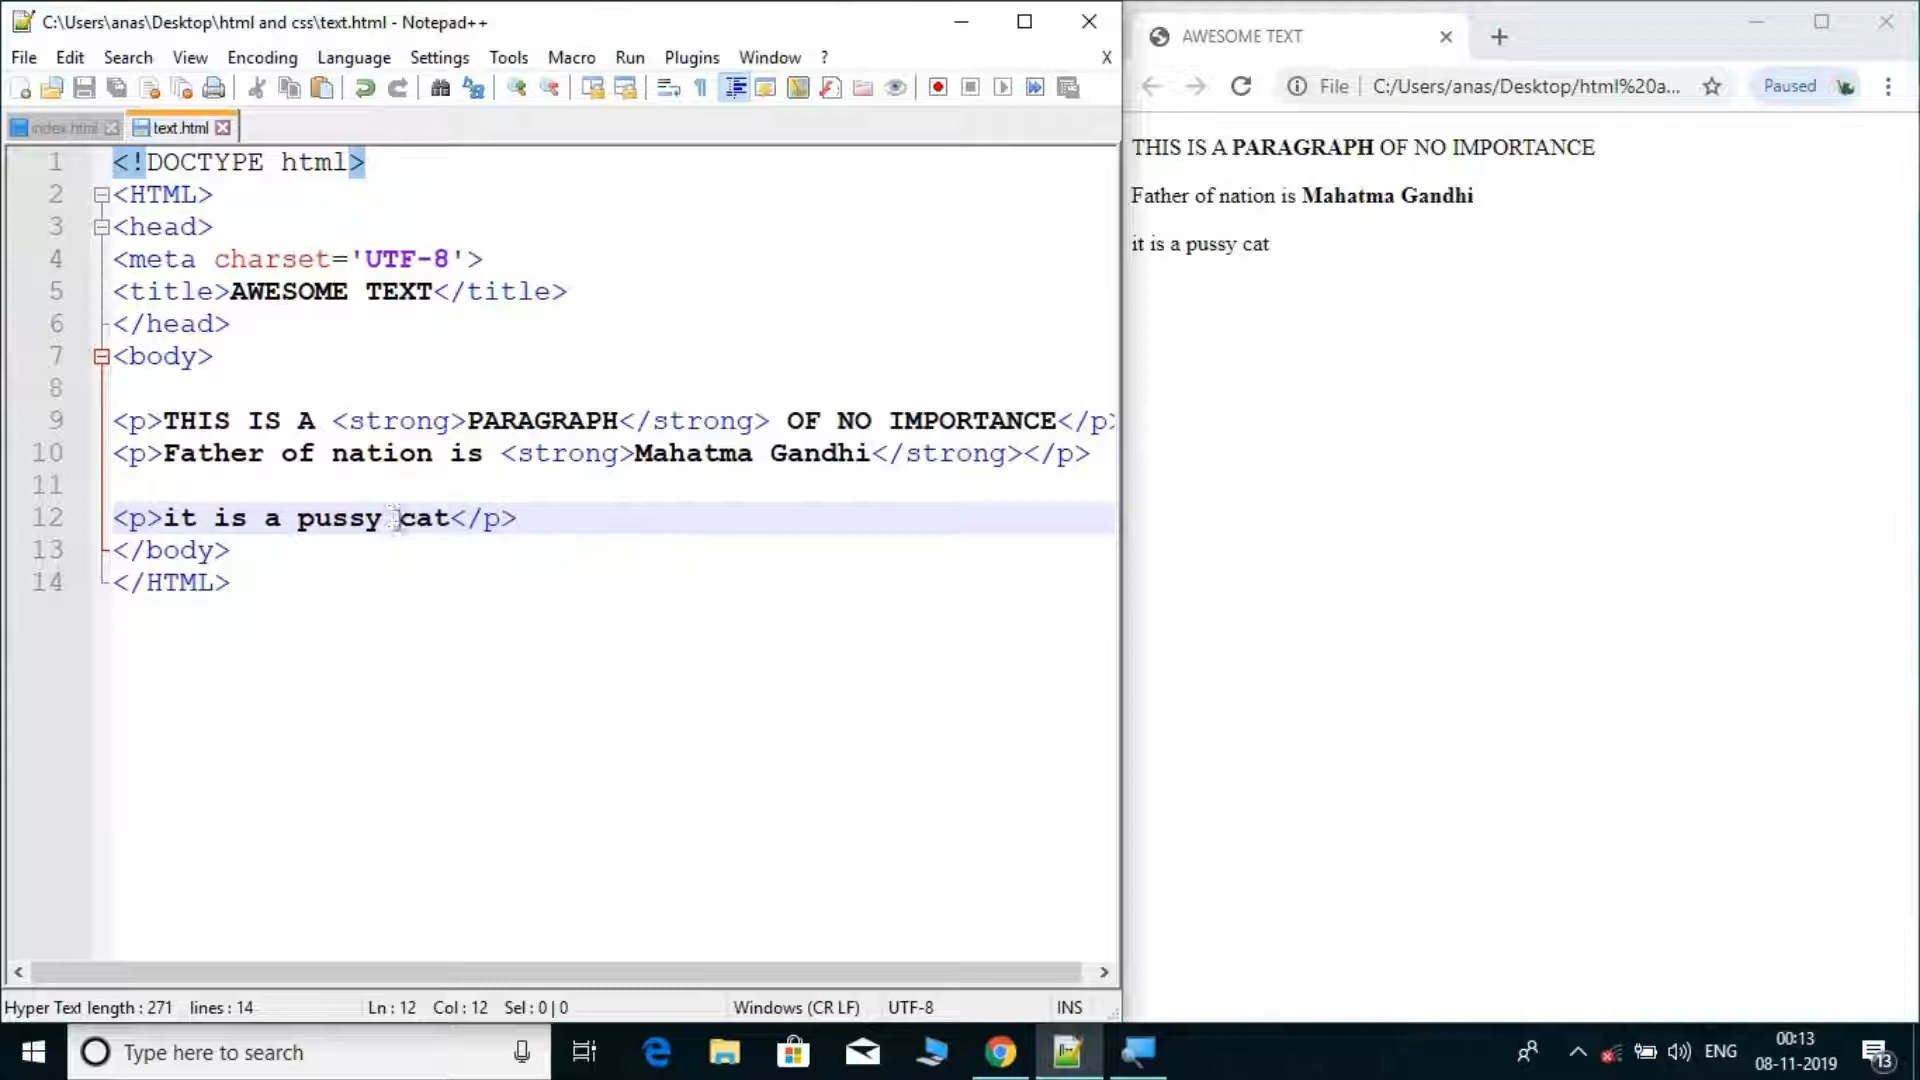 C:\Users\anas\Desktop\html and css\text.html - Notepad++
File Edit Search View Encoding Language Settings Tools Macro Run Plugins Window ? X
index.html text.html
1 <!DOCTYPE html>
2 <HTML>
3 <head>
4 <meta charset='UTF-8'>
5 <title>AWESOME TEXT</title>
6 </head>
7 <body>
8
9 <p>THIS IS A <strong>PARAGRAPH</strong> OF NO IMPORTANCE</p>
10 <p>Father of nation is <strong>Mahatma Gandhi</strong></p>
11
12 <p>it is a pussy cat</p>
13 </body>
14 </HTML>
Hyper Text length : 271 lines : 14 Ln : 12 Col : 12 Sel : 0 | 0 Windows (CR LF) UTF-8 INS
AWESOME TEXT
File C:/Users/anas/Desktop/html%20a... Paused
THIS IS A PARAGRAPH OF NO IMPORTANCE
Father of nation is Mahatma Gandhi
it is a pussy cat
Type here to search
ENG
00:13
08-11-2019
13